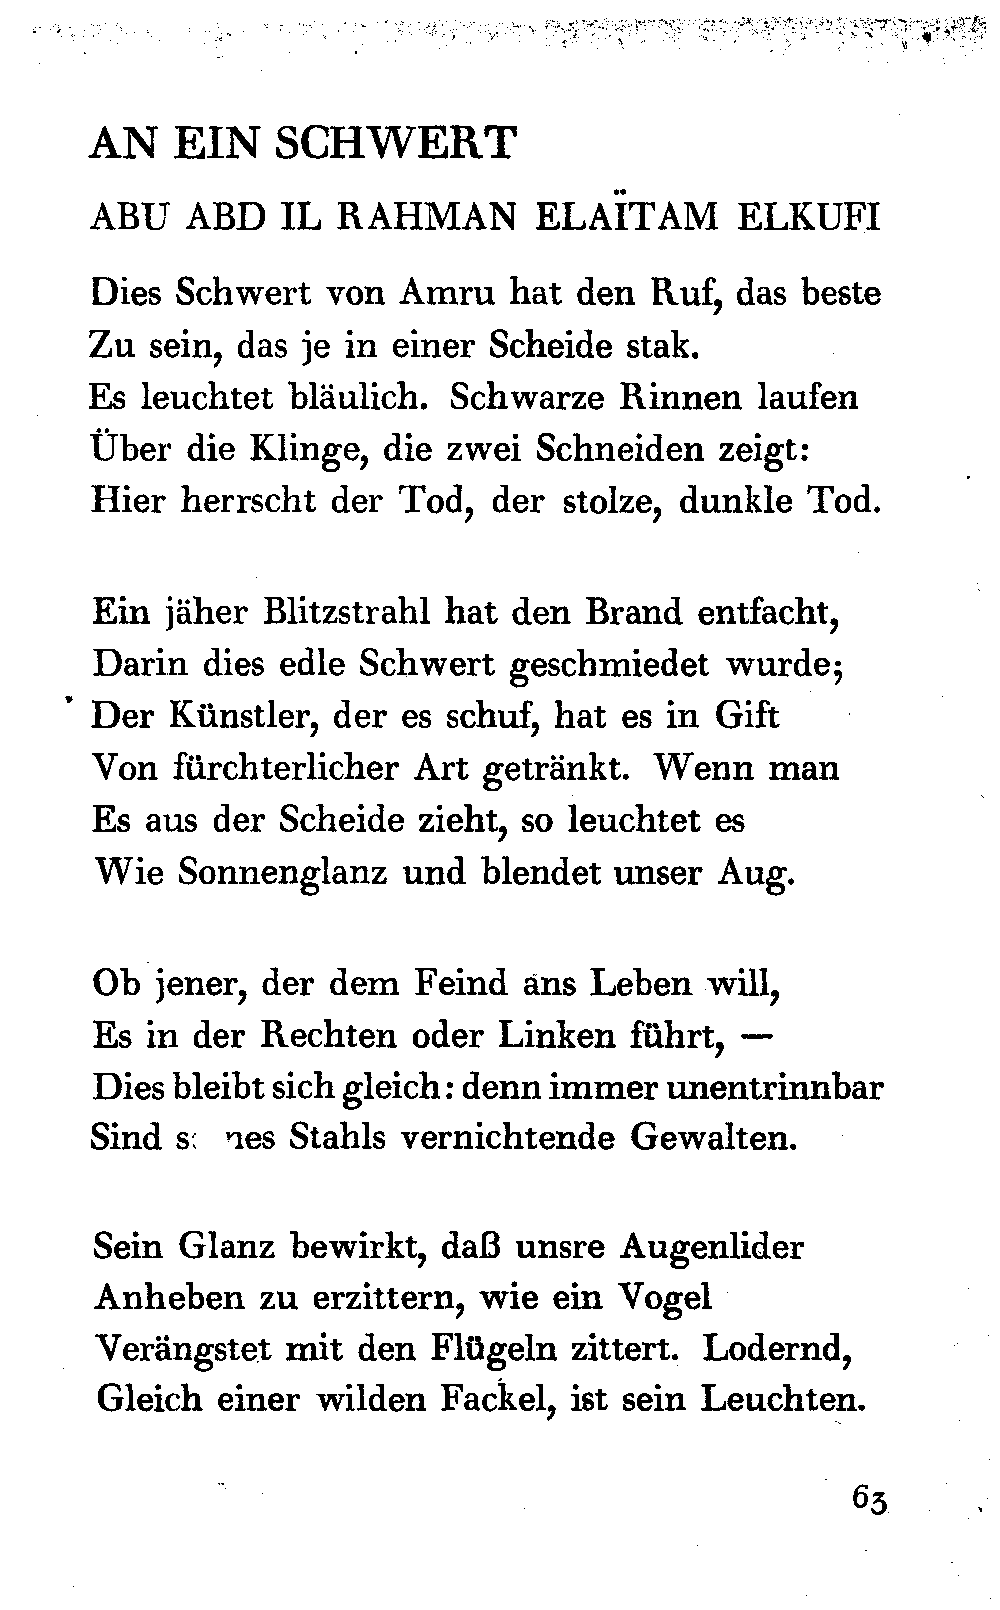 AN EIN SCHWERT
ABU ABD IL RAHMAN ELAÏTAM ELKUFI
Dies Schwert von Amru hat den Ruf, das beste
Zu sein, das je in einer Scheide stak.
Es leuchtet bläulich. Schwarze Rinnen laufen
Über die Klinge, die zwei Schneiden zeigt:
Hier herrscht der Tod, der stolze, dunkle Tod.
Ein jäher Blitzstrahl hat den Brand entfacht,
Darin dies edle Schwert geschmiedet wurde;
Der Künstler, der es schuf, hat es in Gift
Von fürchterlicher Art getränkt. Wenn man
Es aus der Scheide zieht, so leuchtet es
Wie Sonnenglanz und blendet unser Aug.
Ob jener, der dem Feind ans Leben will,
Es in der Rechten oder Linken führt, —
Dies bleibt sich gleich: denn immer unentrinnbar
Sind Stahls vernichtende Gewalten.
Sein Glanz bewirkt, daß unsre Augenlider
Anheben zu erzittern, wie ein Vogel
Verängstet mit den Flügeln zittert. Lodernd,
Gleich einer wilden Fackel, ist sein Leuchten.
63